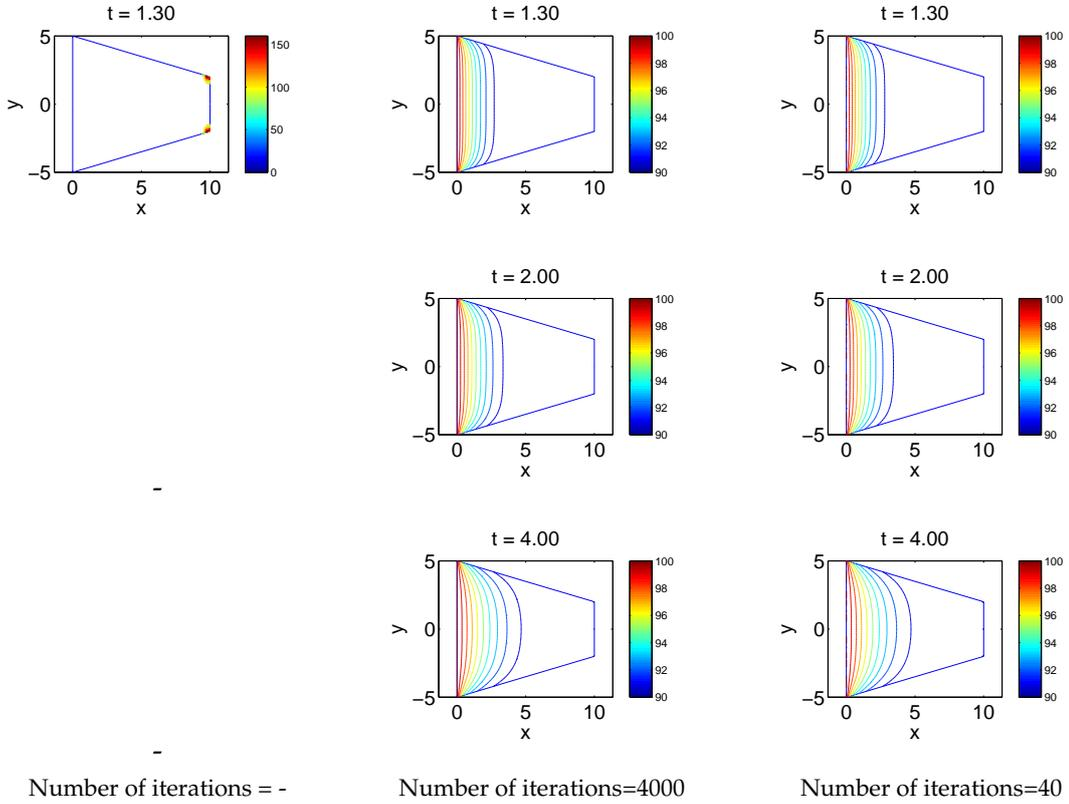 t = 1.30
5
0
−5
y
0 5 10
x
150
100
50
0
t = 1.30
5
0
−5
y
0 5 10
x
100
98
96
94
92
90
t = 1.30
5
0
−5
y
0 5 10
x
100
98
96
94
92
90
-
t = 2.00
5
0
−5
y
0 5 10
x
100
98
96
94
92
90
t = 2.00
5
0
−5
y
0 5 10
x
100
98
96
94
92
90
-
t = 4.00
5
0
−5
y
0 5 10
x
100
98
96
94
92
90
t = 4.00
5
0
−5
y
0 5 10
x
100
98
96
94
92
90
Number of iterations = -
Number of iterations=4000
Number of iterations=40